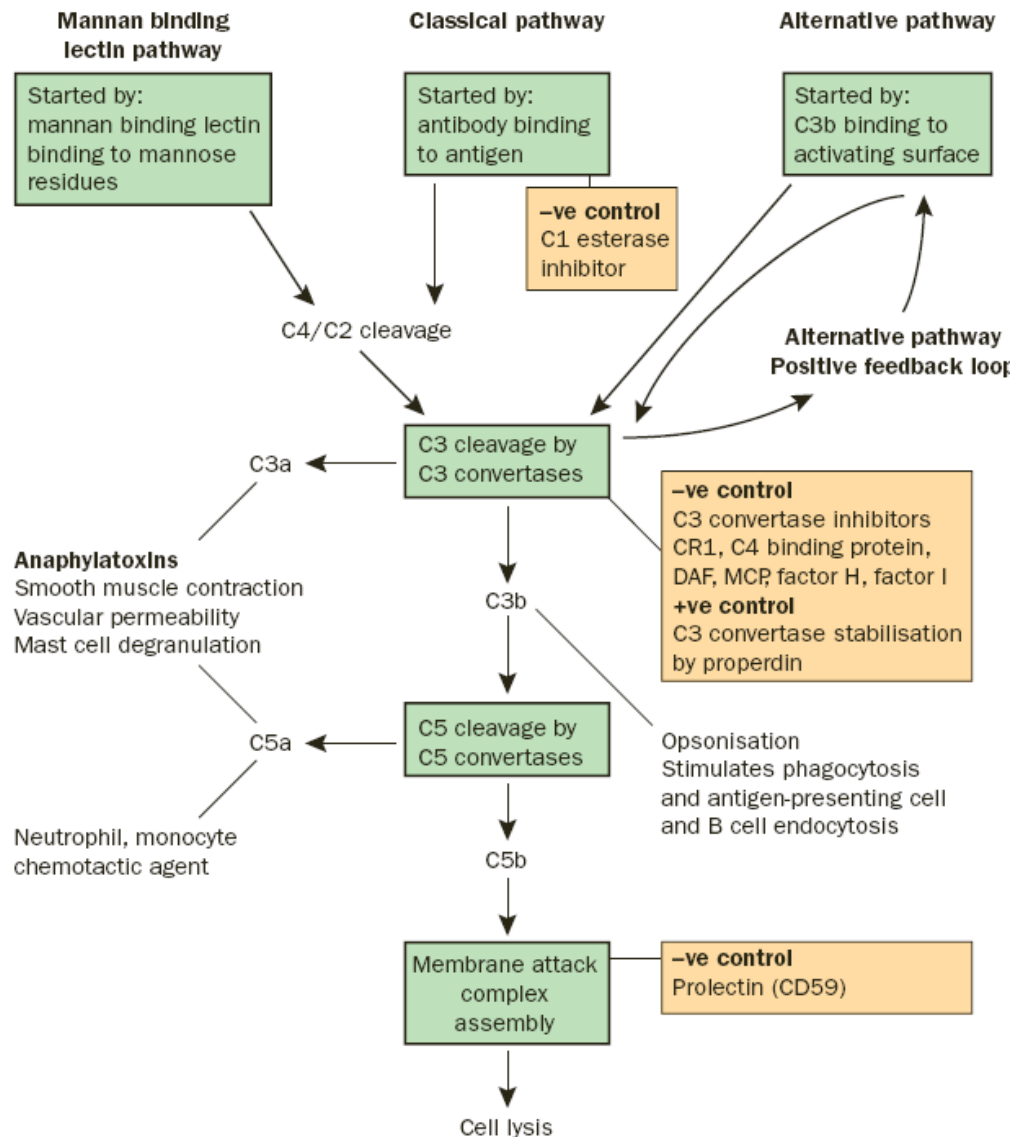 Mannan binding
lectin pathway
Classical pathway
Alternative pathway
Started by:
mannan binding lectin
binding to mannose
residues
Started by:
antibody binding
to antigen
Started by:
C3b binding to
activating surface
–ve control
C1 esterase
inhibitor
C4/C2 cleavage
Alternative pathway
Positive feedback loop
C3 cleavage by
C3 convertases
C3a
–ve control
C3 convertase inhibitors
CR1, C4 binding protein,
DAF, MCP, factor H, factor I
+ve control
C3 convertase stabilisation
by properdin
Anaphylatoxins
Smooth muscle contraction
Vascular permeability
Mast cell degranulation
C3b
C5 cleavage by
C5 convertases
C5a
Opsonisation
Stimulates phagocytosis
and antigen-presenting cell
and B cell endocytosis
Neutrophil, monocyte
chemotactic agent
C5b
Membrane attack
complex
assembly
–ve control
Prolectin (CD59)
Cell lysis